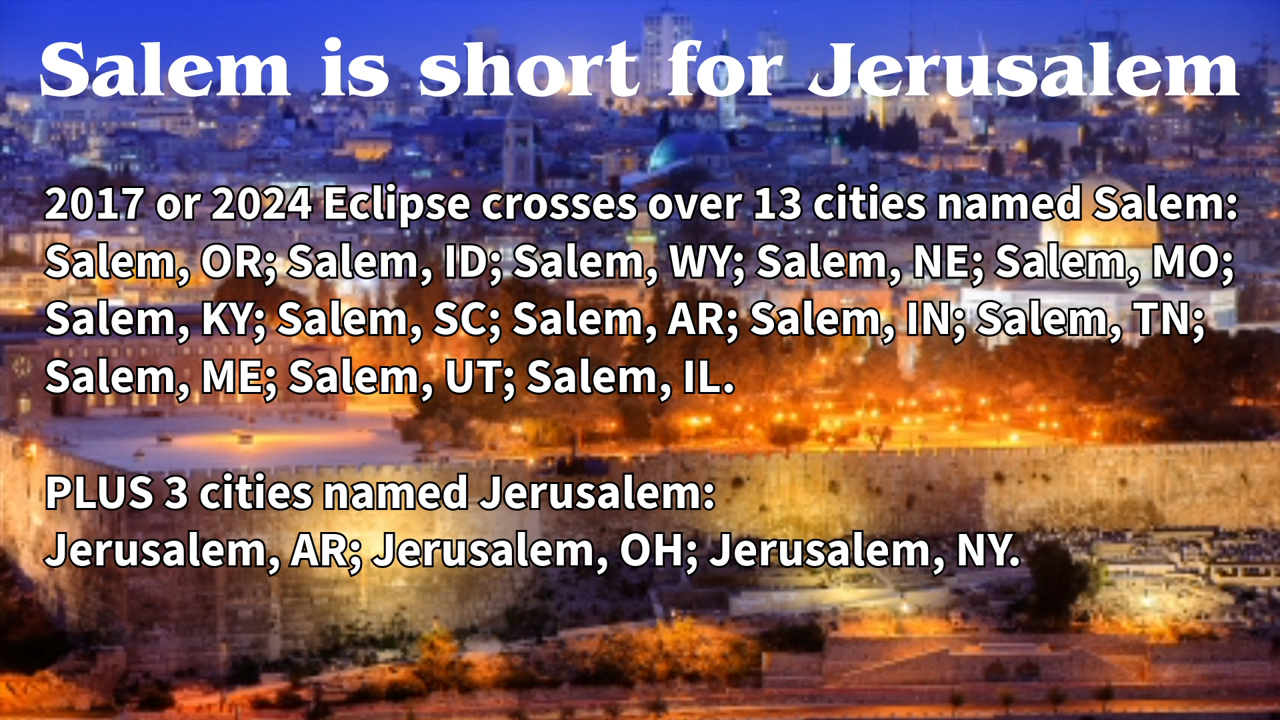 Salem is short for Jerusalem
2017 or 2024 Eclipse crosses over 13 cities named Salem:
Salem, OR; Salem, ID; Salem, WY; Salem, NE; Salem, MO;
Salem, KY; Salem, SC; Salem, AR; Salem, IN; Salem, TN;
Salem, ME; Salem, UT; Salem, IL.
PLUS 3 cities named Jerusalem:
Jerusalem, AR; Jerusalem, OH; Jerusalem, NY.